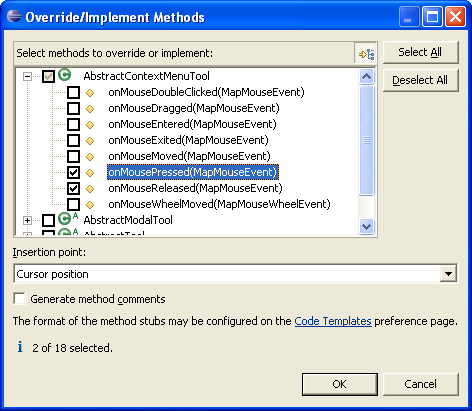 Override/Implement Methods
Select methods to override or implement:
Select All
Deselect All
AbstractContextMenuTool
onMouseDoubleClicked(MapMouseEvent)
onMouseDragged(MapMouseEvent)
onMouseEntered(MapMouseEvent)
onMouseExited(MapMouseEvent)
onMouseMoved(MapMouseEvent)
onMousePressed(MapMouseEvent)
onMouseReleased(MapMouseEvent)
onMouseWheelMoved(MapMouseWheelEvent)
AbstractModalTool
AbstractTool
Insertion point:
Cursor position
Generate method comments
The format of the method stubs may be configured on the Code Templates preference page.
2 of 18 selected.
OK
Cancel